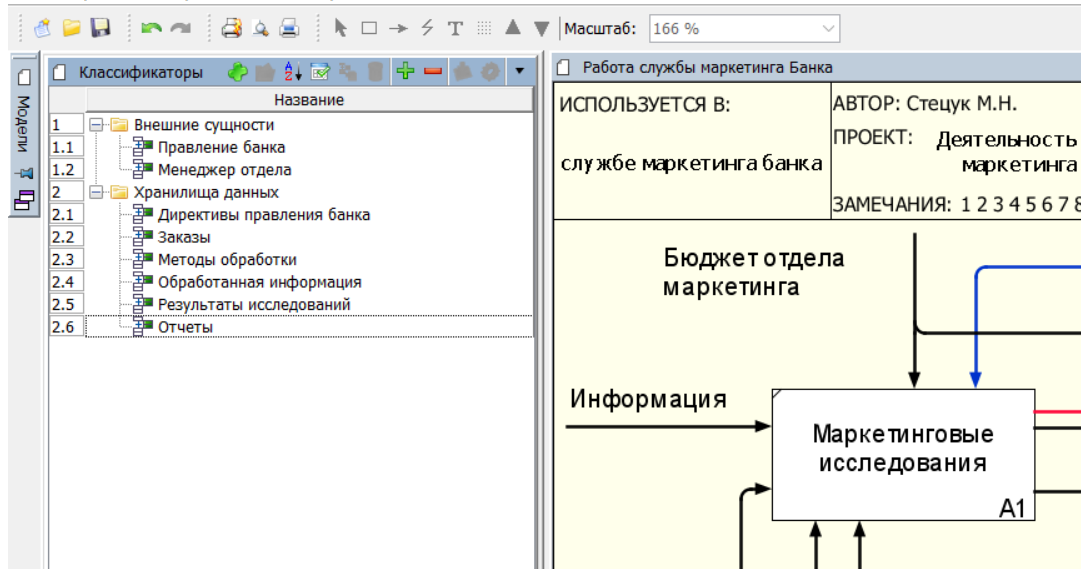 Масштаб: 166 %
Модели
Классификаторы
Название
1 Внешние сущности
1.1 Правление банка
1.2 Менеджер отдела
2 Хранилища данных
2.1 Директивы правления банка
2.2 Заказы
2.3 Методы обработки
2.4 Обработанная информация
2.5 Результаты исследований
2.6 Отчеты
Работа службы маркетинга Банка
ИСПОЛЬЗУЕТСЯ В:
службе маркетинга банка
АВТОР: Стецук М.Н.
ПРОЕКТ: Деятельность
маркетинга
ЗАМЕЧАНИЯ: 1 2 3 4 5 6 7 8
Бюджет отдела
маркетинга
Информация
Маркетинговые
исследования
A1